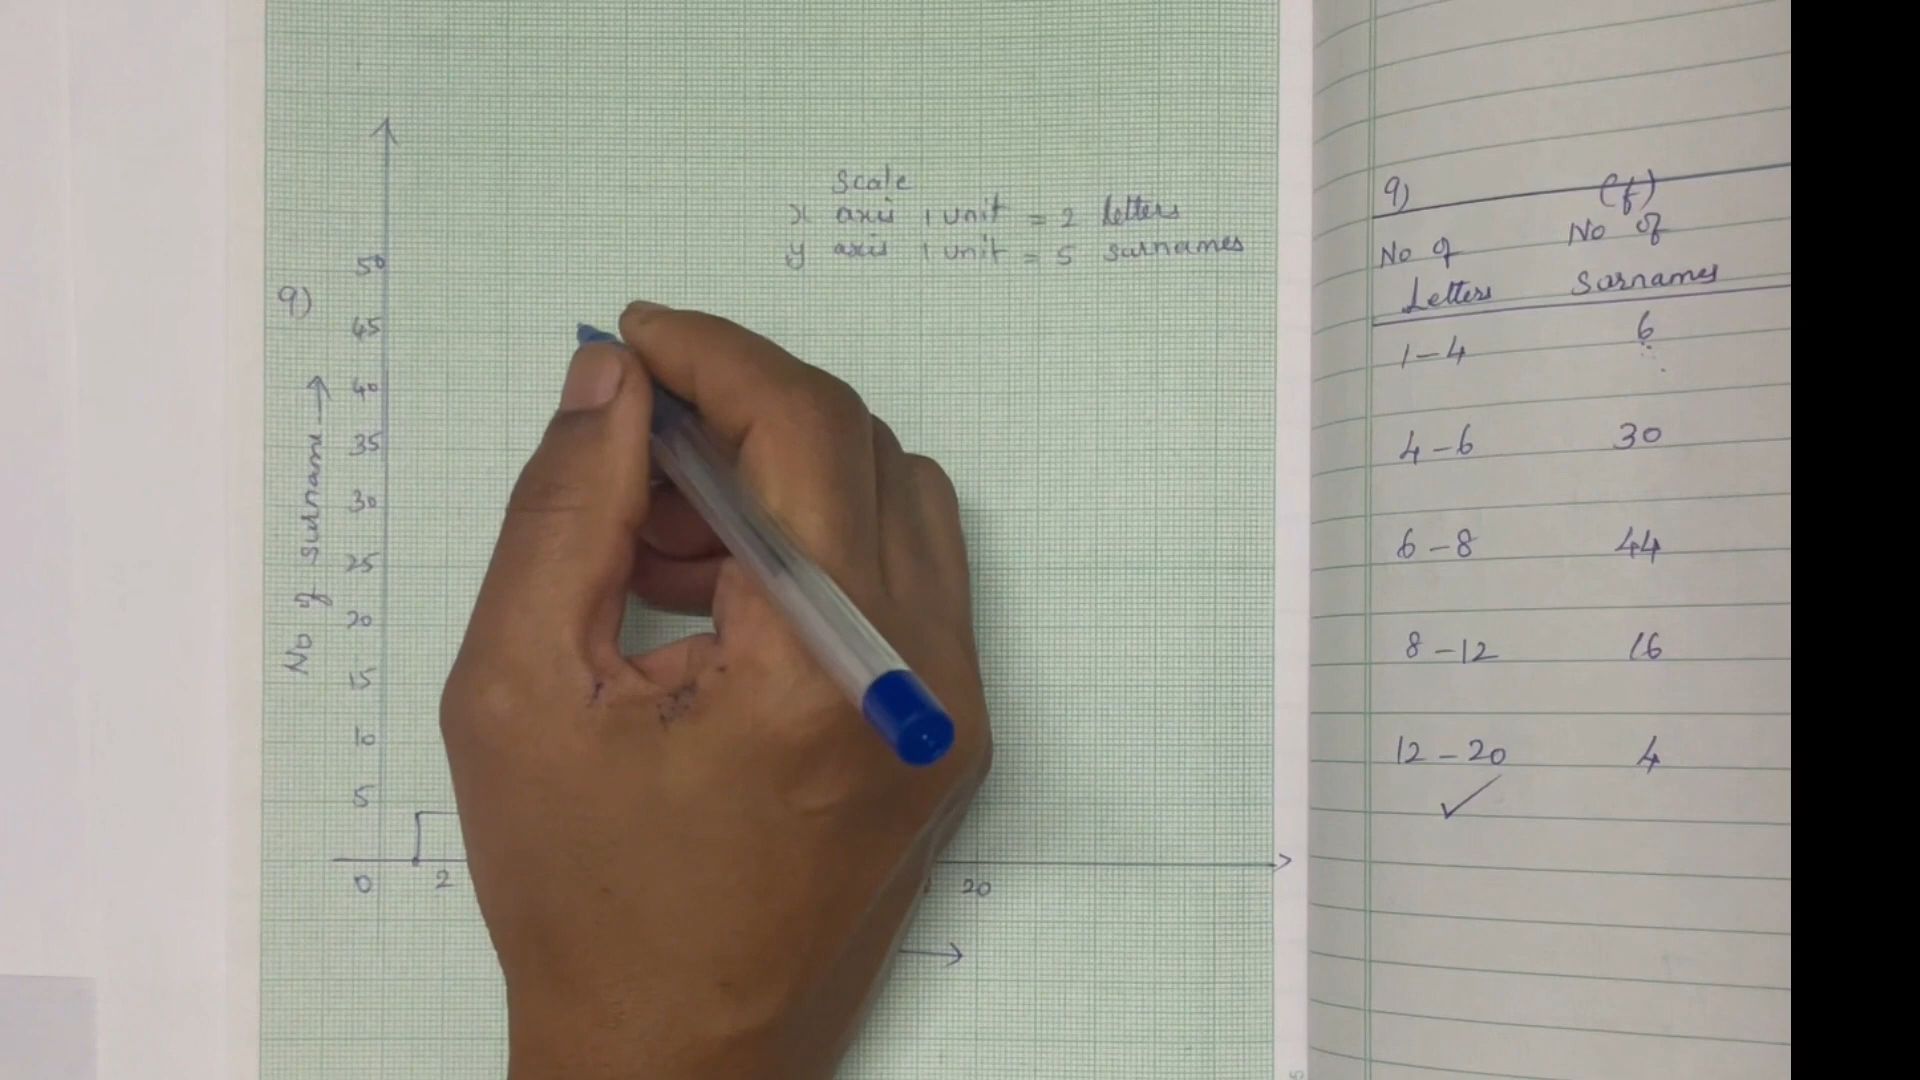 Scale
x axis 1 unit = 2 letters
y axis 1 unit = 5 surnames
9)
No of surname →
50
45
40
35
30
25
20
15
10
5
0 2 20
9) (f)
No of No of
Letters Surnames
1-4 6
4-6 30
6-8 44
8-12 16
12-20 4